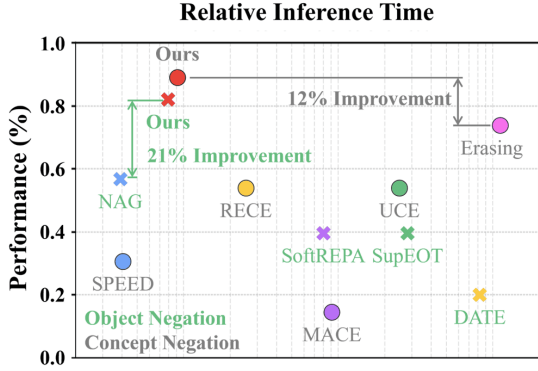 Relative Inference Time
Performance (%)
1.0
0.8
0.6
0.4
0.2
0.0
Ours
12% Improvement
Ours
Erasing
21% Improvement
NAG
RECE
UCE
SoftREPA
SupEOT
SPEED
MACE
DATE
Object Negation
Concept Negation